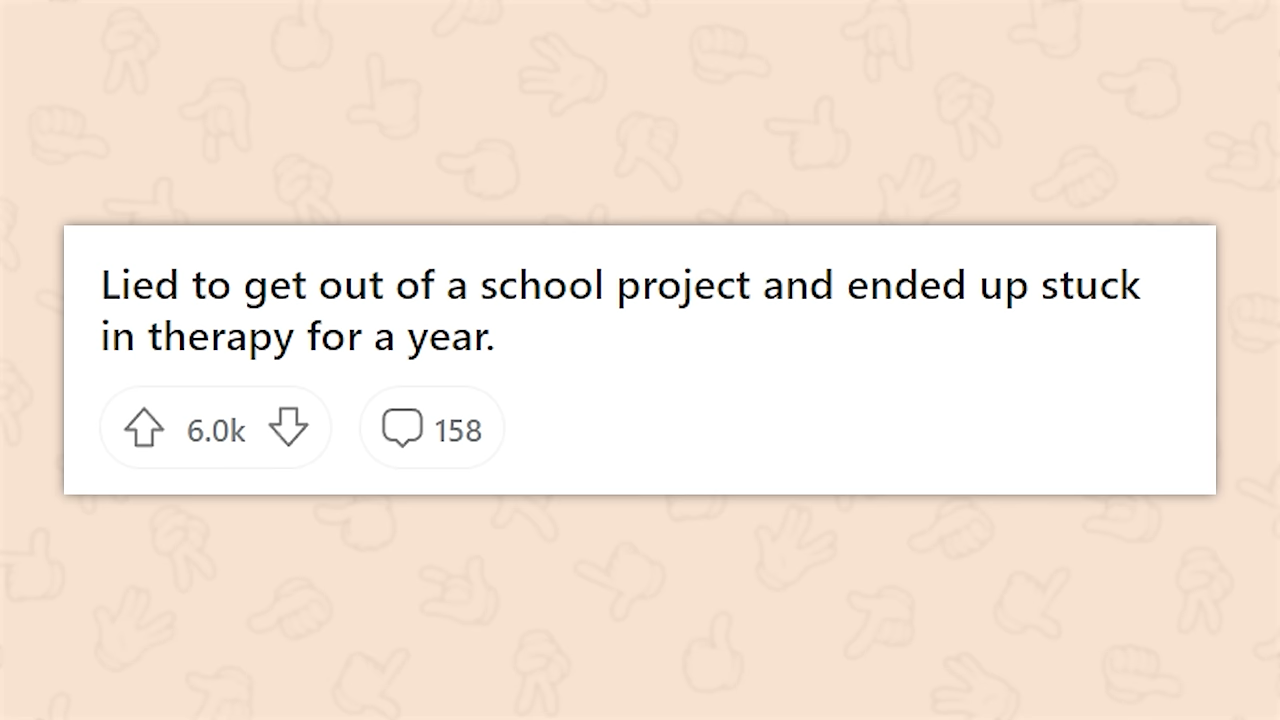 Lied to get out of a school project and ended up stuck
in therapy for a year.
6.0k 158